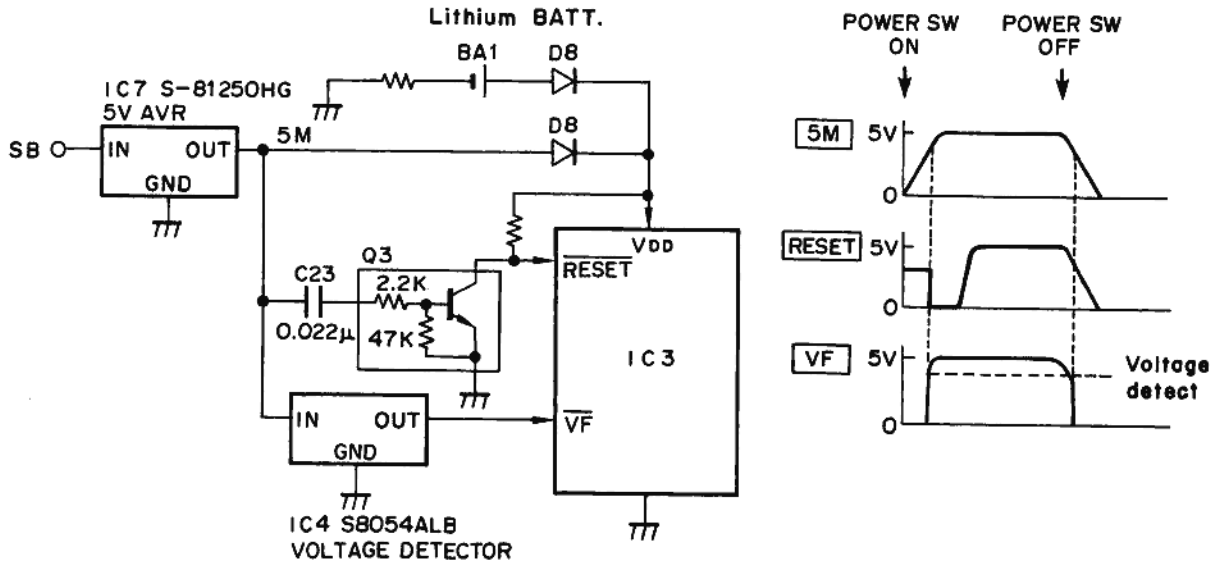 Lithium BATT.
BA1
D8
IC7 S-81250HG
5V AVR
SB
IN
OUT
GND
5M
D8
VDD
RESET
Q3
C23
2.2K
0.022µ
47K
IC3
IN
OUT
GND
VF
IC4 S8054ALB
VOLTAGE DETECTOR
POWER SW
ON
POWER SW
OFF
5M
5V
0
RESET
5V
0
VF
5V
0
Voltage
detect